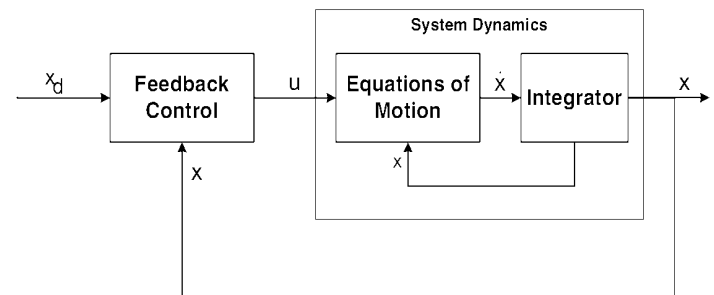 System Dynamics
x_d
Feedback
Control
u
Equations of
Motion
ẋ
Integrator
x
x
x